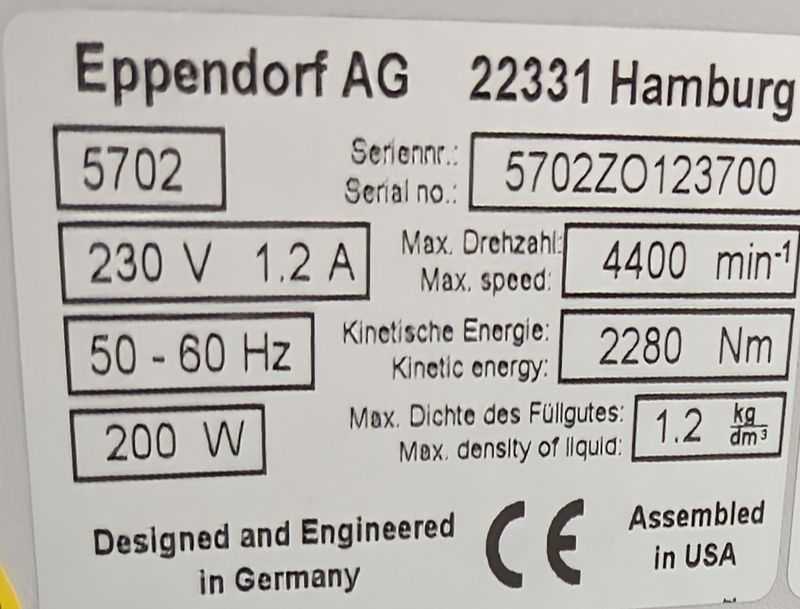 Eppendorf AG 22331 Hamburg
5702 Seriennr.: 5702ZO123700
Serial no.:
230 V 1.2 A Max. Drehzahl: 4400 min-1
Max. speed:
50 - 60 Hz Kinetische Energie: 2280 Nm
Kinetic energy:
200 W Max. Dichte des Füllgutes: 1.2 kg/dm³
Max. density of liquid:
Designed and Engineered
in Germany
CE
Assembled
in USA